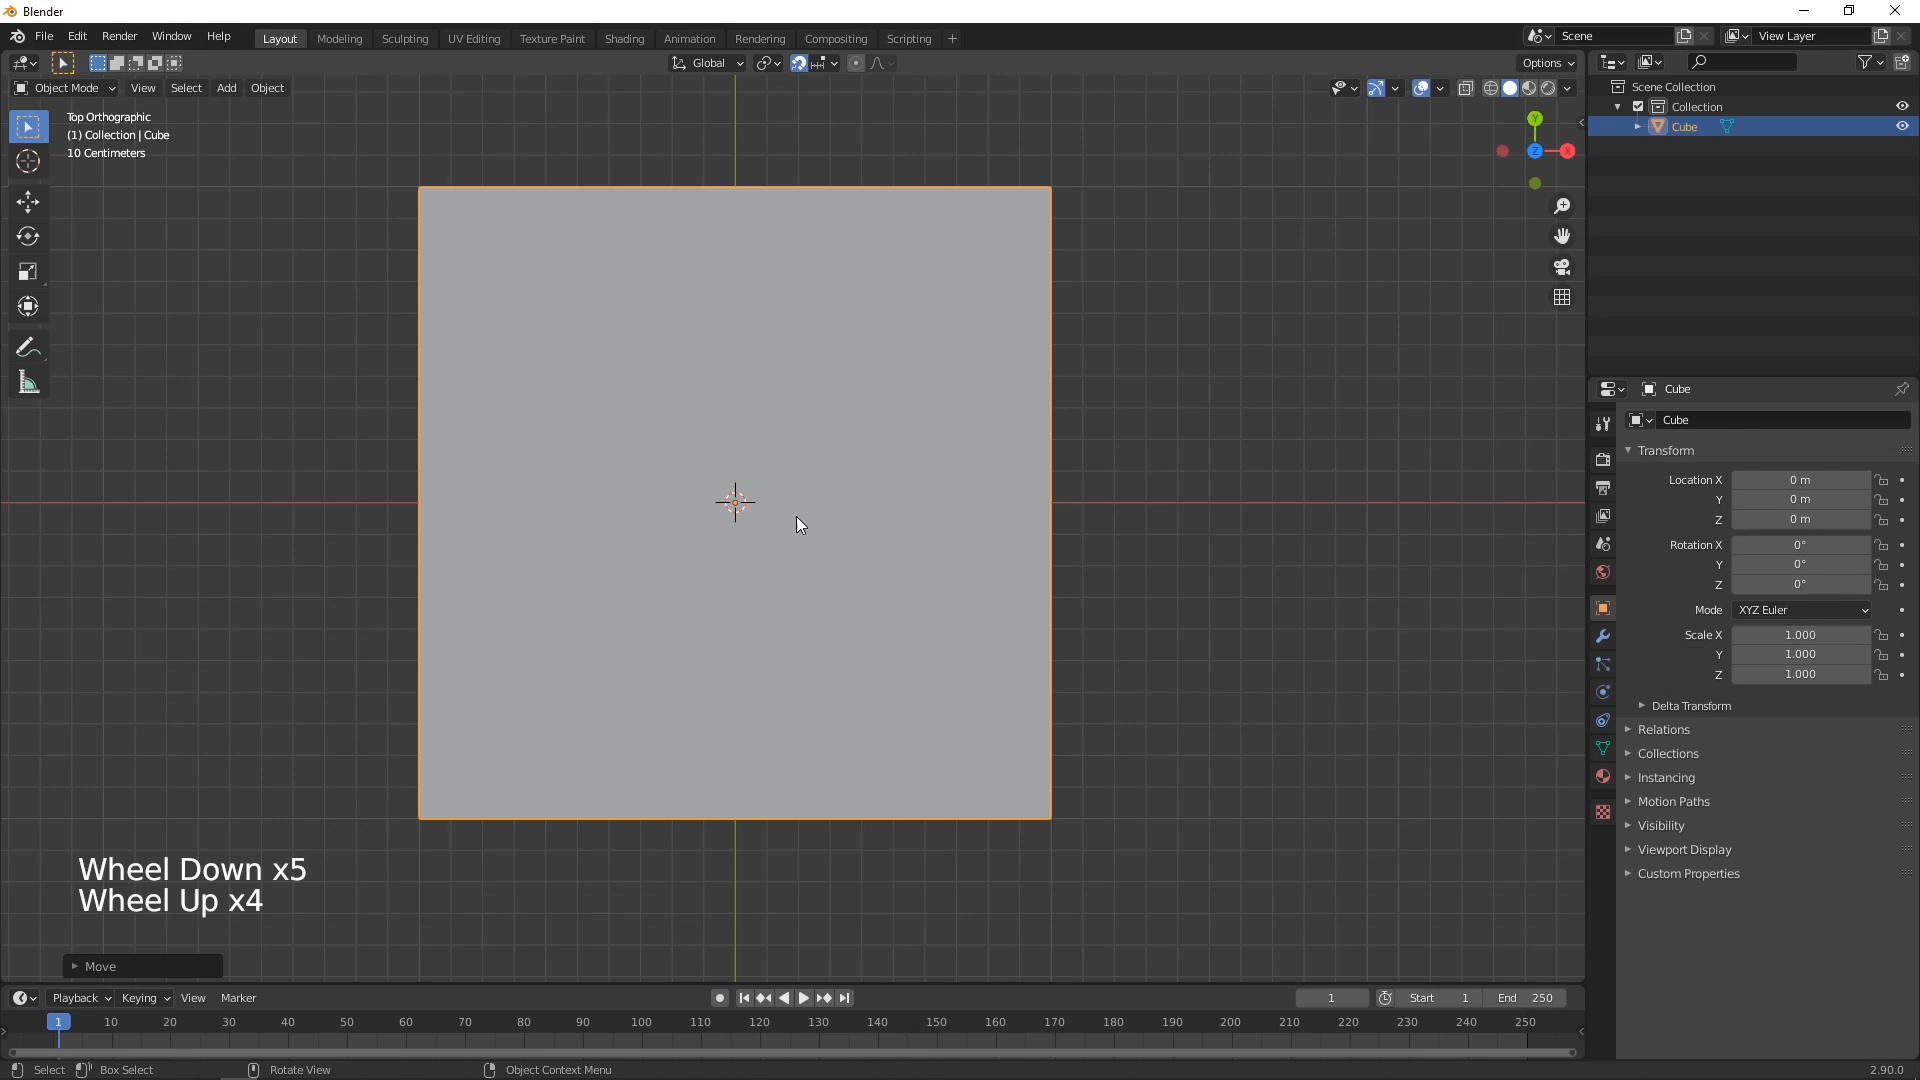 Blender
File Edit Render Window Help Layout Modeling Sculpting UV Editing Texture Paint Shading Animation Rendering Compositing Scripting + Scene View Layer
Global Options
Object Mode View Select Add Object
Scene Collection
Collection
Cube
Top Orthographic
(1) Collection | Cube
10 Centimeters
Y
Z X
Cube
Cube
Transform
Location X 0 m
Y 0 m
Z 0 m
Rotation X 0°
Y 0°
Z 0°
Mode XYZ Euler
Scale X 1.000
Y 1.000
Z 1.000
Delta Transform
Relations
Collections
Instancing
Motion Paths
Visibility
Viewport Display
Custom Properties
Wheel Down x5
Wheel Up x4
Move
Playback Keying View Marker 1 Start 1 End 250
1 10 20 30 40 50 60 70 80 90 100 110 120 130 140 150 160 170 180 190 200 210 220 230 240 250
Select Box Select Rotate View Object Context Menu 2.90.0